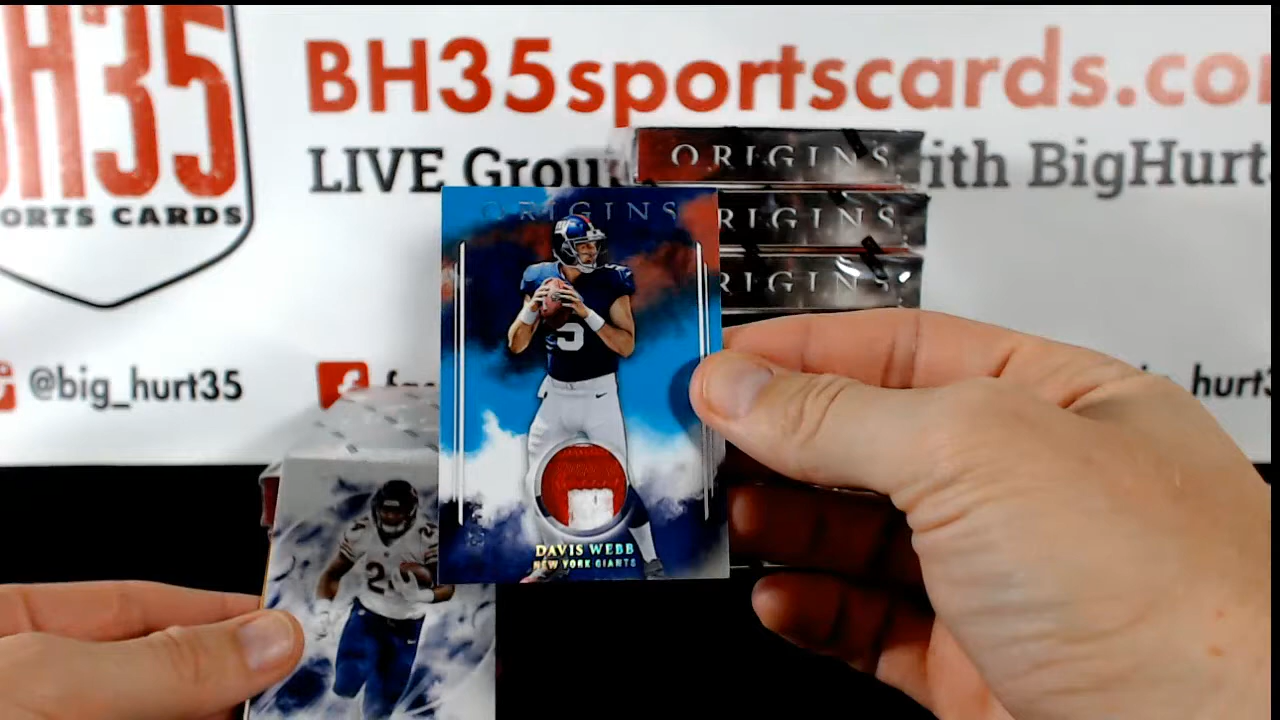 BH35
ORTS CARDS
BH35sportscards.co
LIVE Grou ith BigHurt
@big_hurt35
hurt3
ORIGINS
RIGINS
RIGINS
ORIGINS
5
DAVIS WEBB
NEW YORK GIANTS